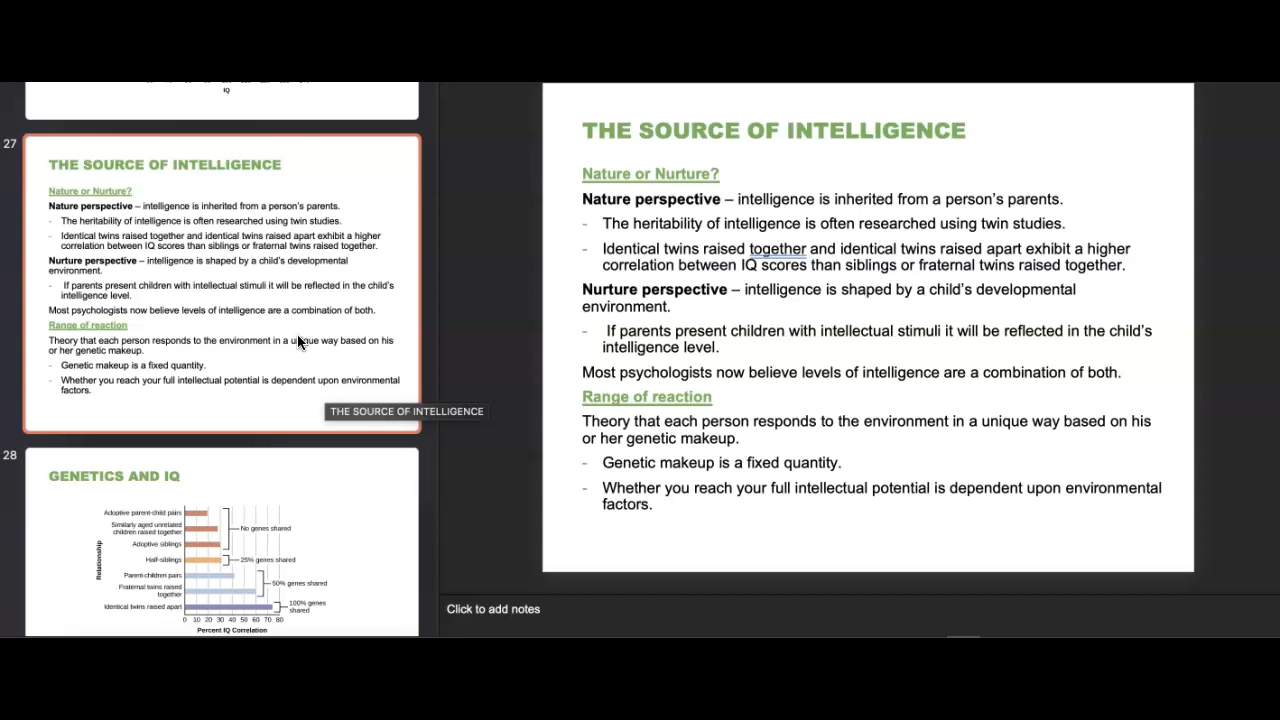 IQ
27
THE SOURCE OF INTELLIGENCE
Nature or Nurture?
Nature perspective – intelligence is inherited from a person's parents.
- The heritability of intelligence is often researched using twin studies.
- Identical twins raised together and identical twins raised apart exhibit a higher
correlation between IQ scores than siblings or fraternal twins raised together.
Nurture perspective – intelligence is shaped by a child's developmental
environment.
- If parents present children with intellectual stimuli it will be reflected in the child's
intelligence level.
Most psychologists now believe levels of intelligence are a combination of both.
Range of reaction
Theory that each person responds to the environment in a unique way based on his
or her genetic makeup.
- Genetic makeup is a fixed quantity.
- Whether you reach your full intellectual potential is dependent upon environmental
factors.
THE SOURCE OF INTELLIGENCE
28
GENETICS AND IQ
Relationship
Adoptive parent-child pairs
Similarly aged unrelated
children raised together
No genes shared
Adoptive siblings
Half-siblings
25% genes shared
Parent-children pairs
50% genes shared
Fraternal twins raised
together
Identical twins raised apart
100% genes
shared
0 10 20 30 40 50 60 70 80
Percent IQ Correlation
THE SOURCE OF INTELLIGENCE
Nature or Nurture?
Nature perspective – intelligence is inherited from a person's parents.
- The heritability of intelligence is often researched using twin studies.
- Identical twins raised together and identical twins raised apart exhibit a higher
correlation between IQ scores than siblings or fraternal twins raised together.
Nurture perspective – intelligence is shaped by a child's developmental
environment.
- If parents present children with intellectual stimuli it will be reflected in the child's
intelligence level.
Most psychologists now believe levels of intelligence are a combination of both.
Range of reaction
Theory that each person responds to the environment in a unique way based on his
or her genetic makeup.
- Genetic makeup is a fixed quantity.
- Whether you reach your full intellectual potential is dependent upon environmental
factors.
Click to add notes